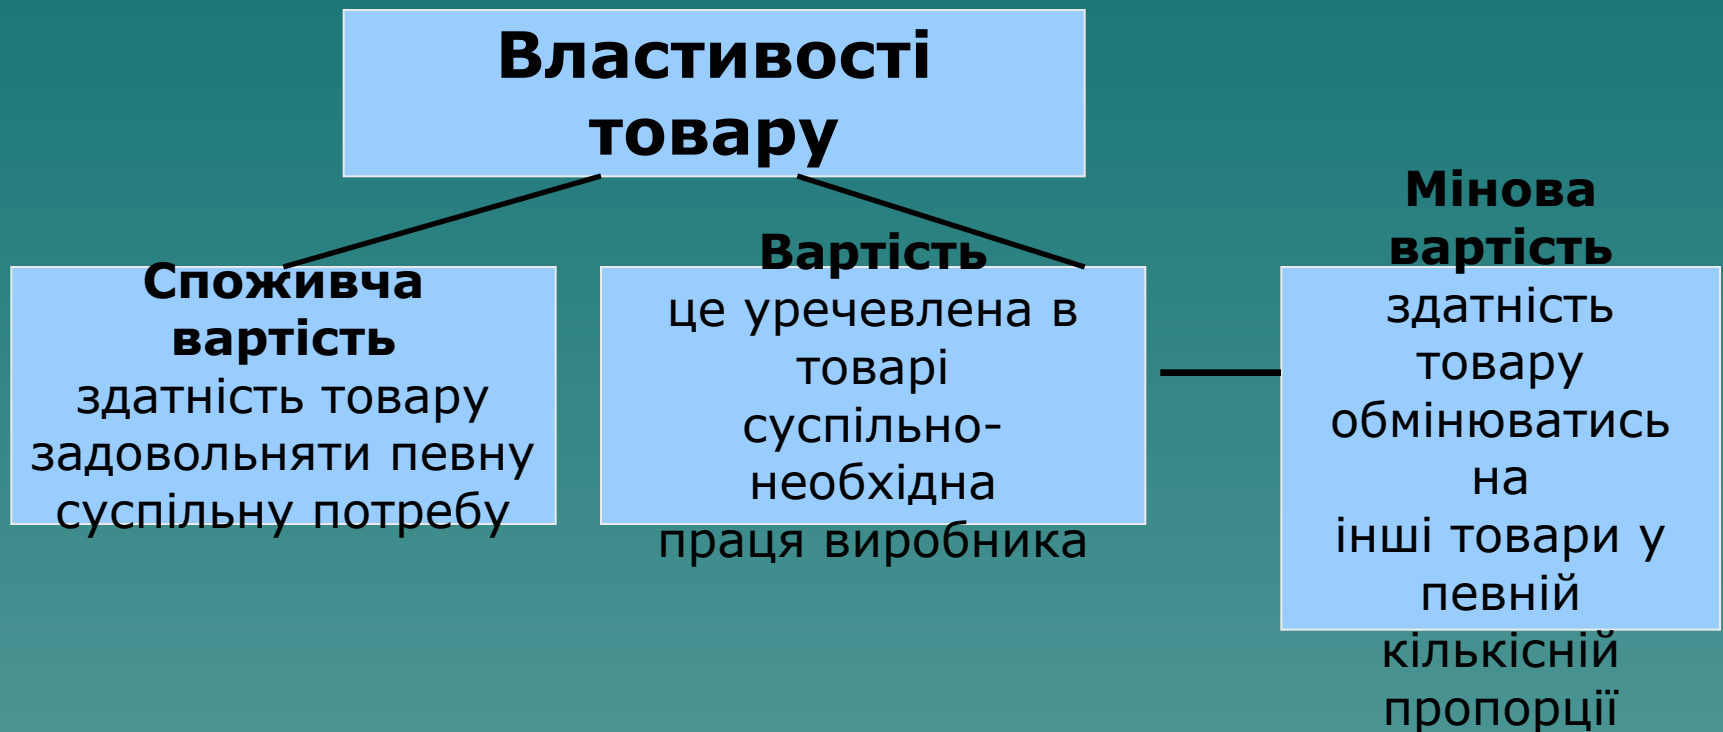 Властивості
товару
Споживча
вартість
здатність товару
задовольняти певну
суспільну потребу
Вартість
це уречевлена в
товарі
суспільно-
необхідна
праця виробника
Мінова
вартість
здатність
товару
обмінюватись
на
інші товари у
певній
кількісній
пропорції